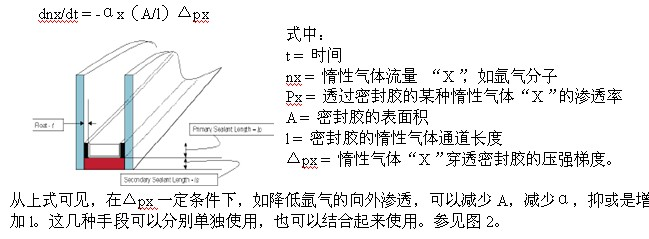 dnx/dt=-αx（A/l）△px
式中:
t= 时间
nx= 惰性气体流量 “X”，如氩气分子
Px= 透过密封胶的某种惰性气体“X”的渗透率
A= 密封胶的表面积
l= 密封胶的惰性气体通道长度
△px= 惰性气体“X”穿透密封胶的压强梯度。
Float - f
Primary Sealant Length = lp
Secondary Sealant Length = ls
从上式可见，在△px一定条件下，如降低氩气的向外渗透，可以减少 A，减少α，抑或是增
加l。这几种手段可以分别单独使用，也可以结合起来使用。参见图 2。